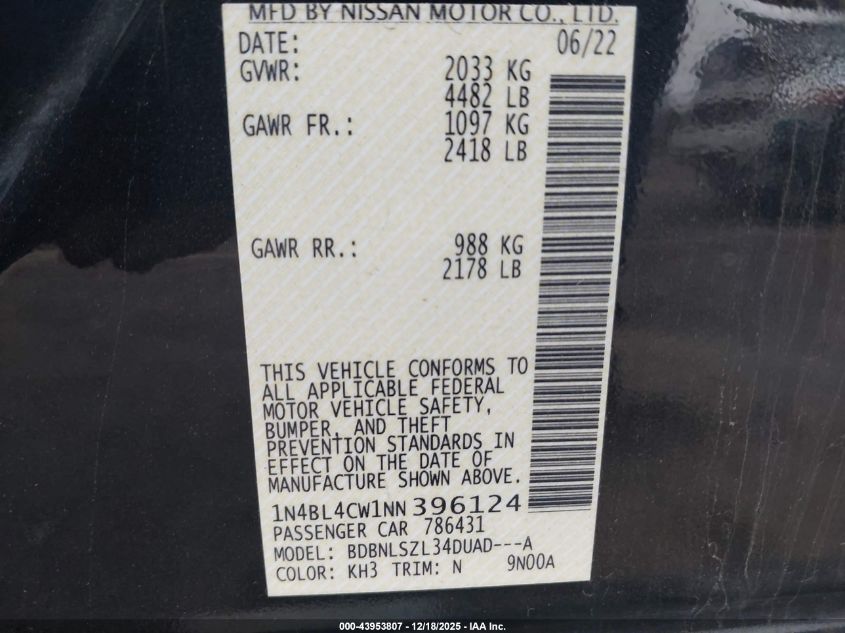 MFD BY NISSAN MOTOR CO., LTD.
DATE: 06/22
GVWR: 2033 KG
4482 LB
GAWR FR.: 1097 KG
2418 LB
GAWR RR.: 988 KG
2178 LB
THIS VEHICLE CONFORMS TO
ALL APPLICABLE FEDERAL
MOTOR VEHICLE SAFETY,
BUMPER, AND THEFT
PREVENTION STANDARDS IN
EFFECT ON THE DATE OF
MANUFACTURE SHOWN ABOVE.
1N4BL4CW1NN396124
PASSENGER CAR 786431
MODEL: BDBNLSZL34DUAD---A
COLOR: KH3 TRIM: N 9N00A
000-43953807 - 12/18/2025 - IAA Inc.